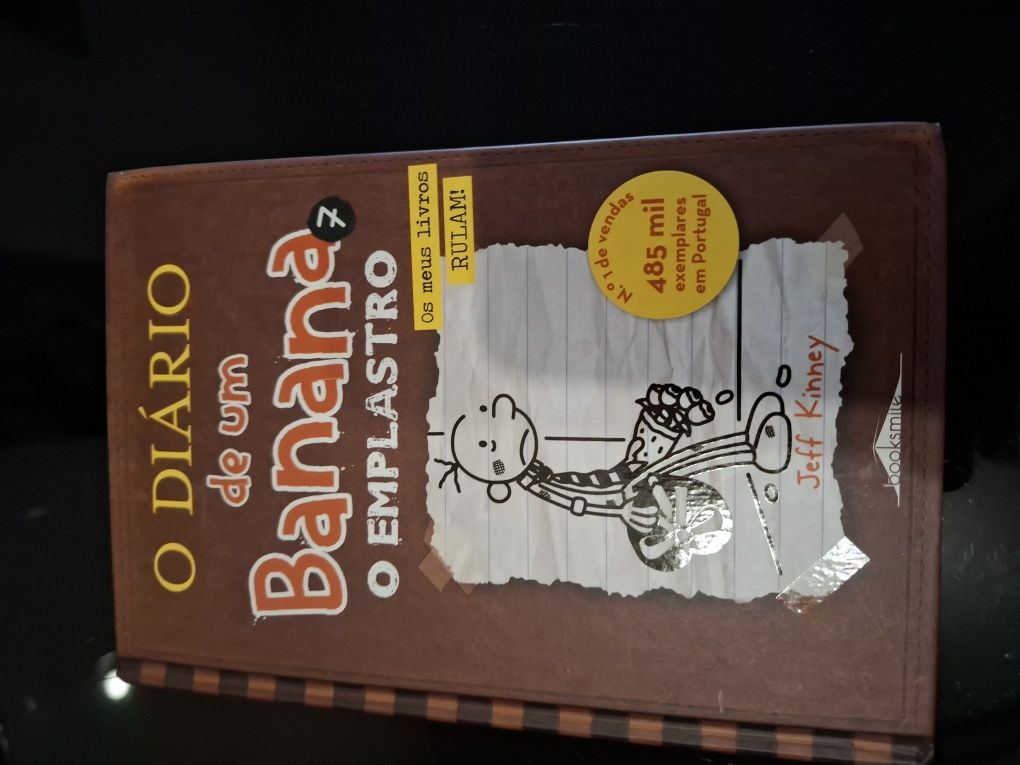 O DIÁRIO
de um
Banana 7
O EMPLASTRO
Os meus livros
RULAM!
N.º 1 de vendas
485 mil
exemplares
em Portugal
Jeff Kinney
booksmile